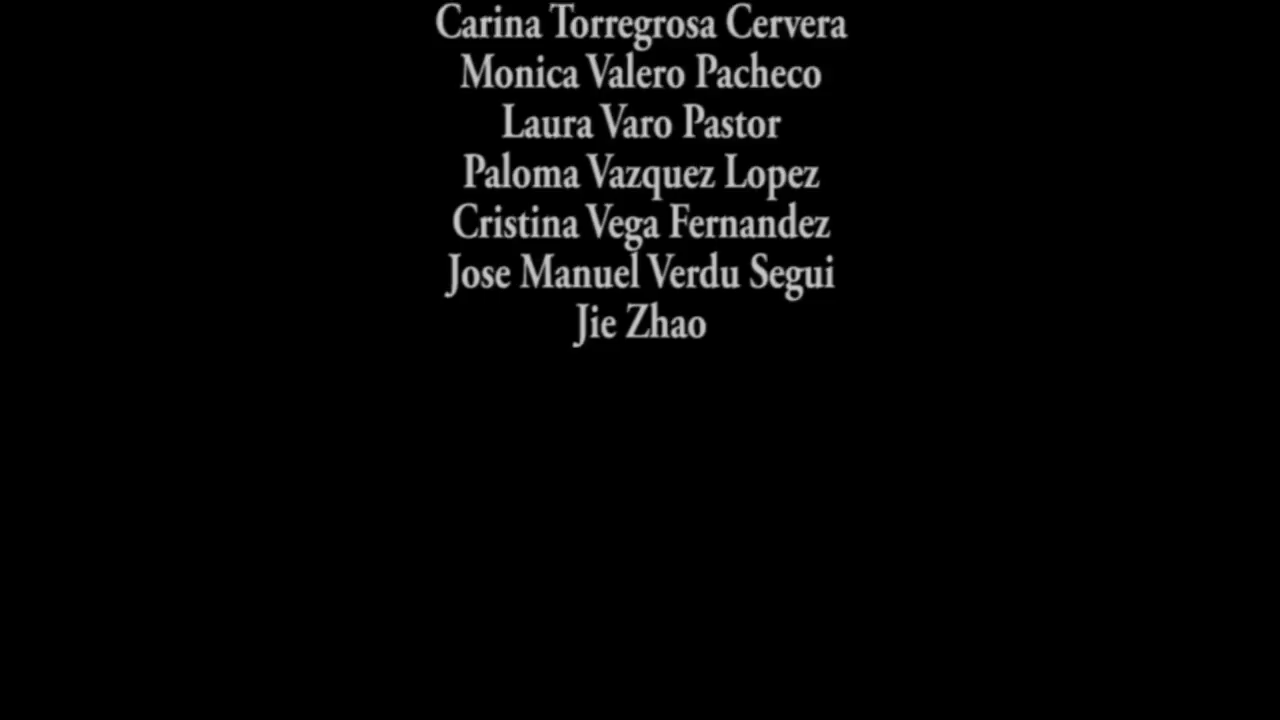 Carina Torregrosa Cervera
Monica Valero Pacheco
Laura Varo Pastor
Paloma Vazquez Lopez
Cristina Vega Fernandez
Jose Manuel Verdu Segui
Jie Zhao